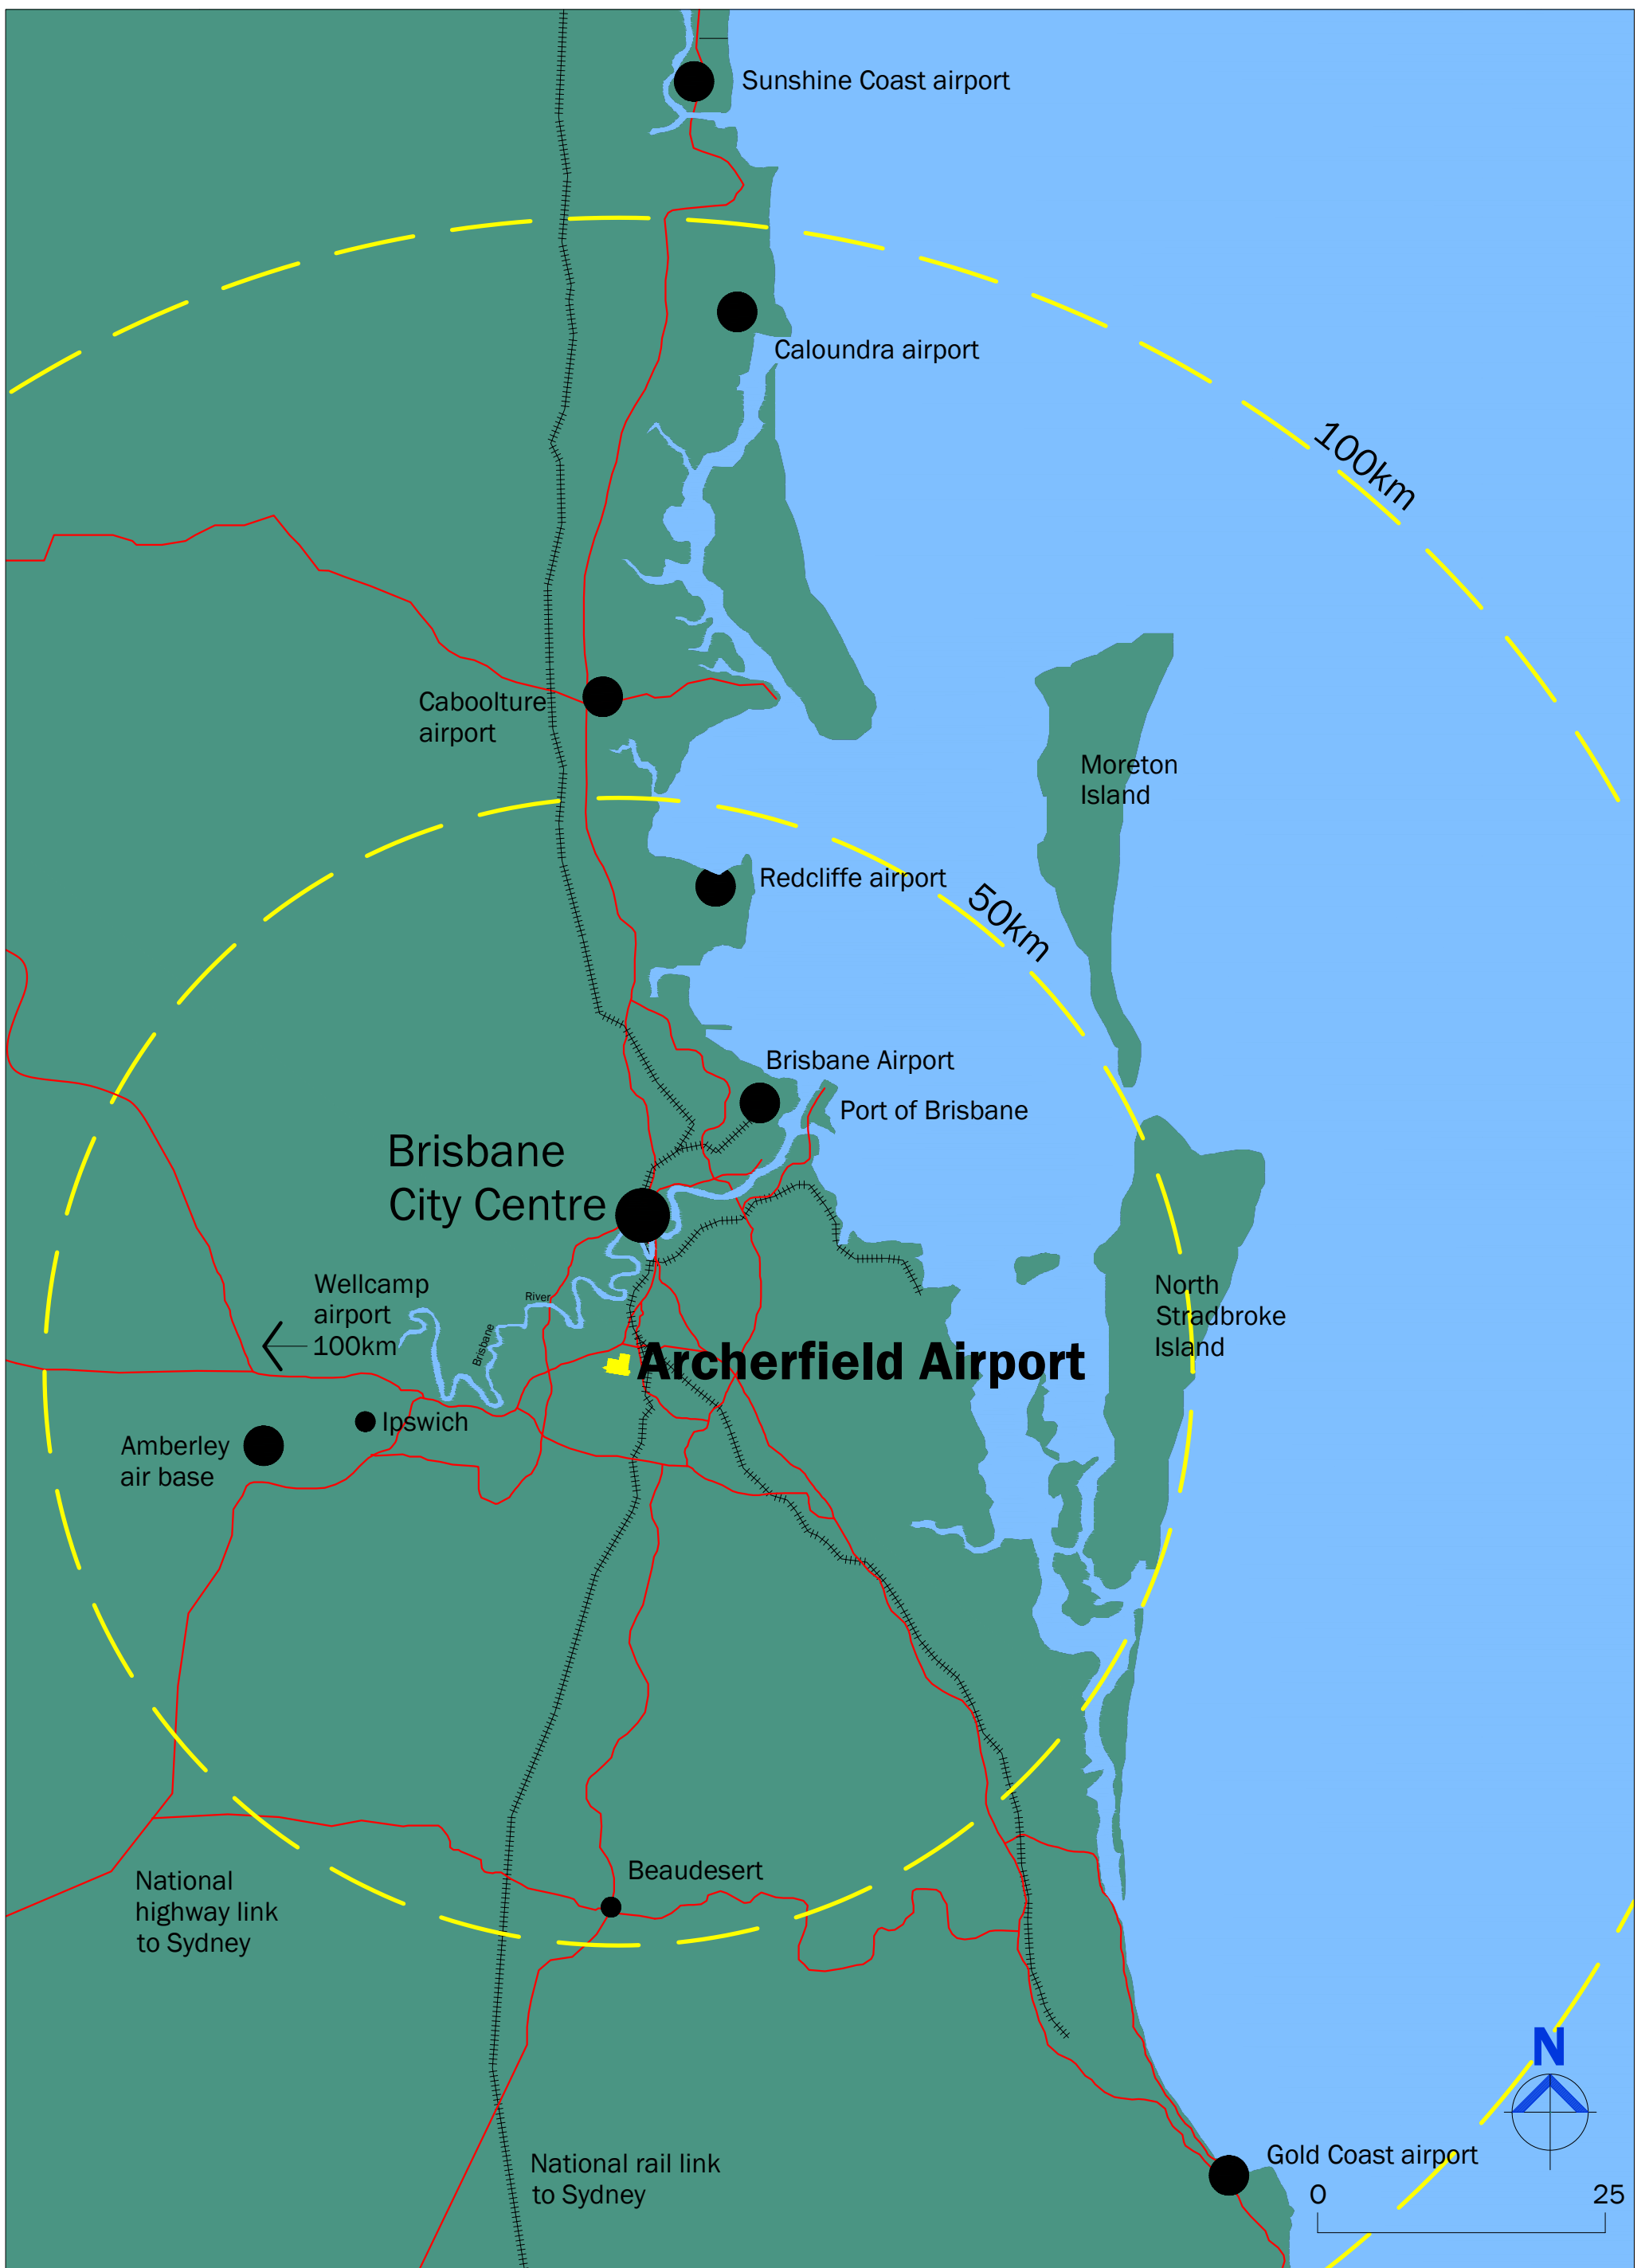 Sunshine Coast airport
Caloundra airport
100km
Caboolture
airport
Moreton
Island
Redcliffe airport
50km
Brisbane Airport
Port of Brisbane
Brisbane
City Centre
Wellcamp
airport
100km
River
Brisbane
North
Stradbroke
Island
Archerfield Airport
Ipswich
Amberley
air base
Beaudesert
National
highway link
to Sydney
N
National rail link
to Sydney
Gold Coast airport
0
25